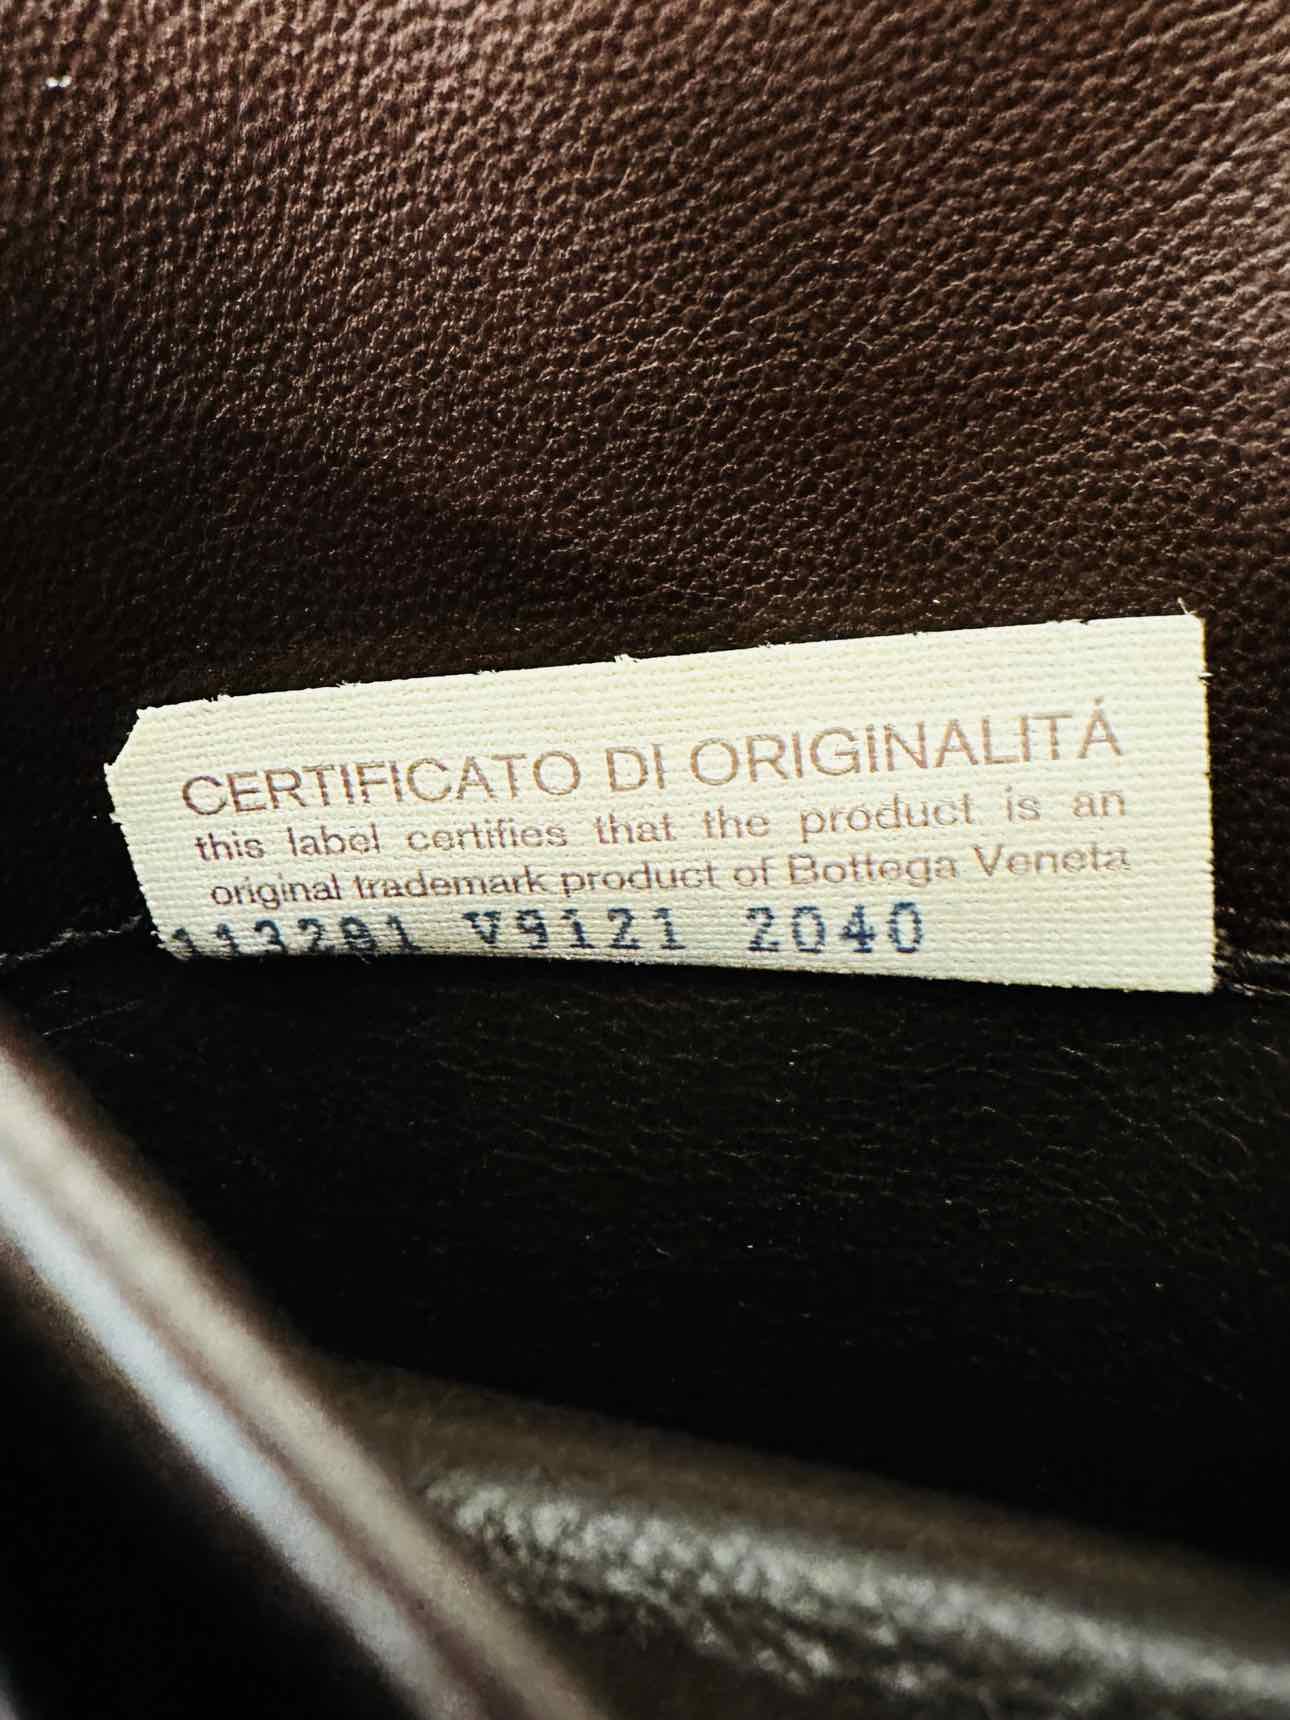 CERTIFICATO DI ORIGINALITÁ
this label certifies that the product is an
original trademark product of Bottega Veneta
113291 V9121 2040